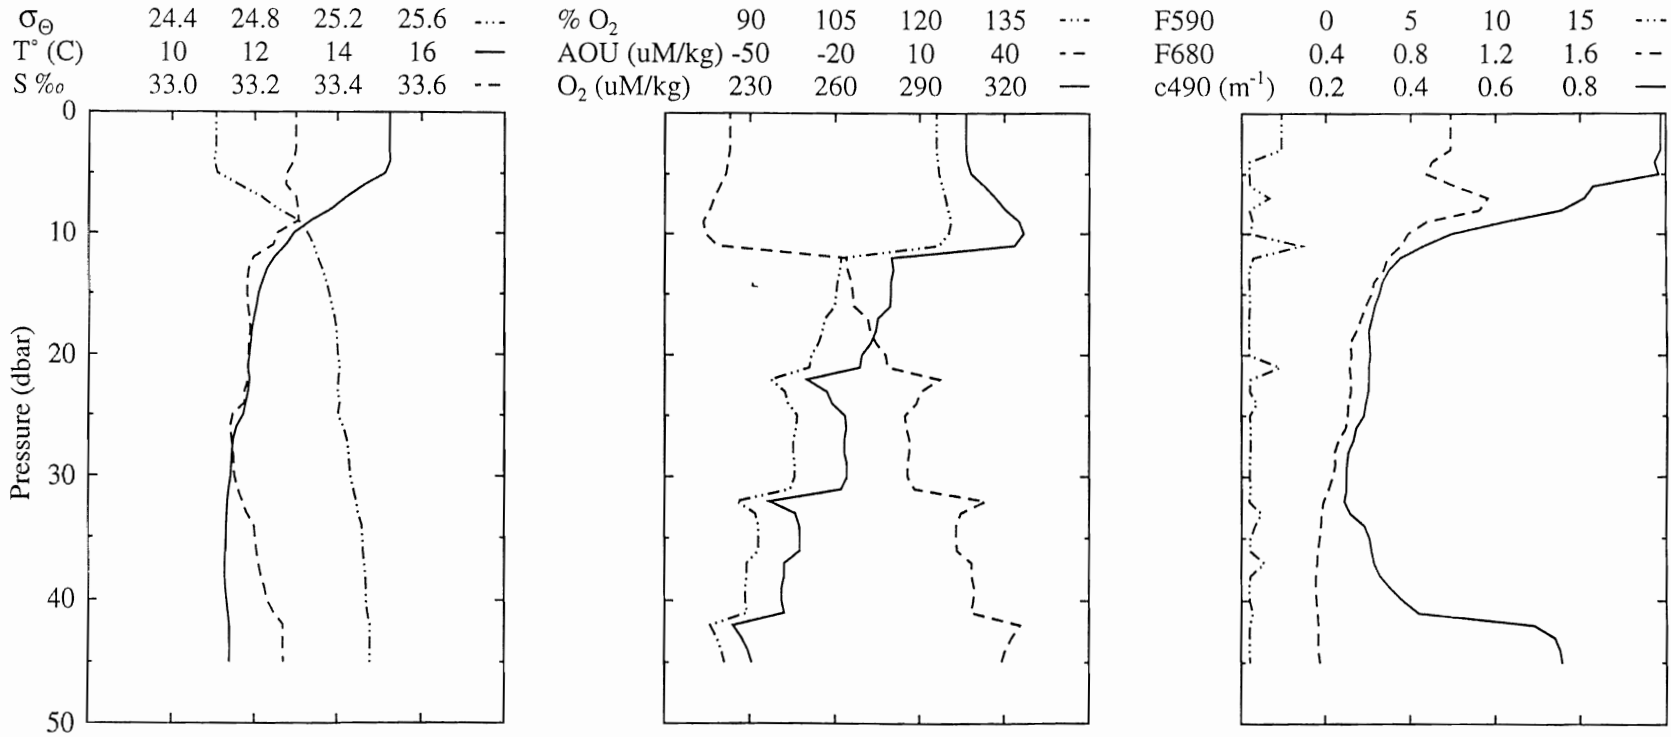 σΘ 24.4 24.8 25.2 25.6
T° (C) 10 12 14 16
S ‰ 33.0 33.2 33.4 33.6
% O₂ 90 105 120 135
AOU (uM/kg) -50 -20 10 40
O₂ (uM/kg) 230 260 290 320
F590 0 5 10 15
F680 0.4 0.8 1.2 1.6
c490 (m⁻¹) 0.2 0.4 0.6 0.8
Pressure (dbar)
0
10
20
30
40
50